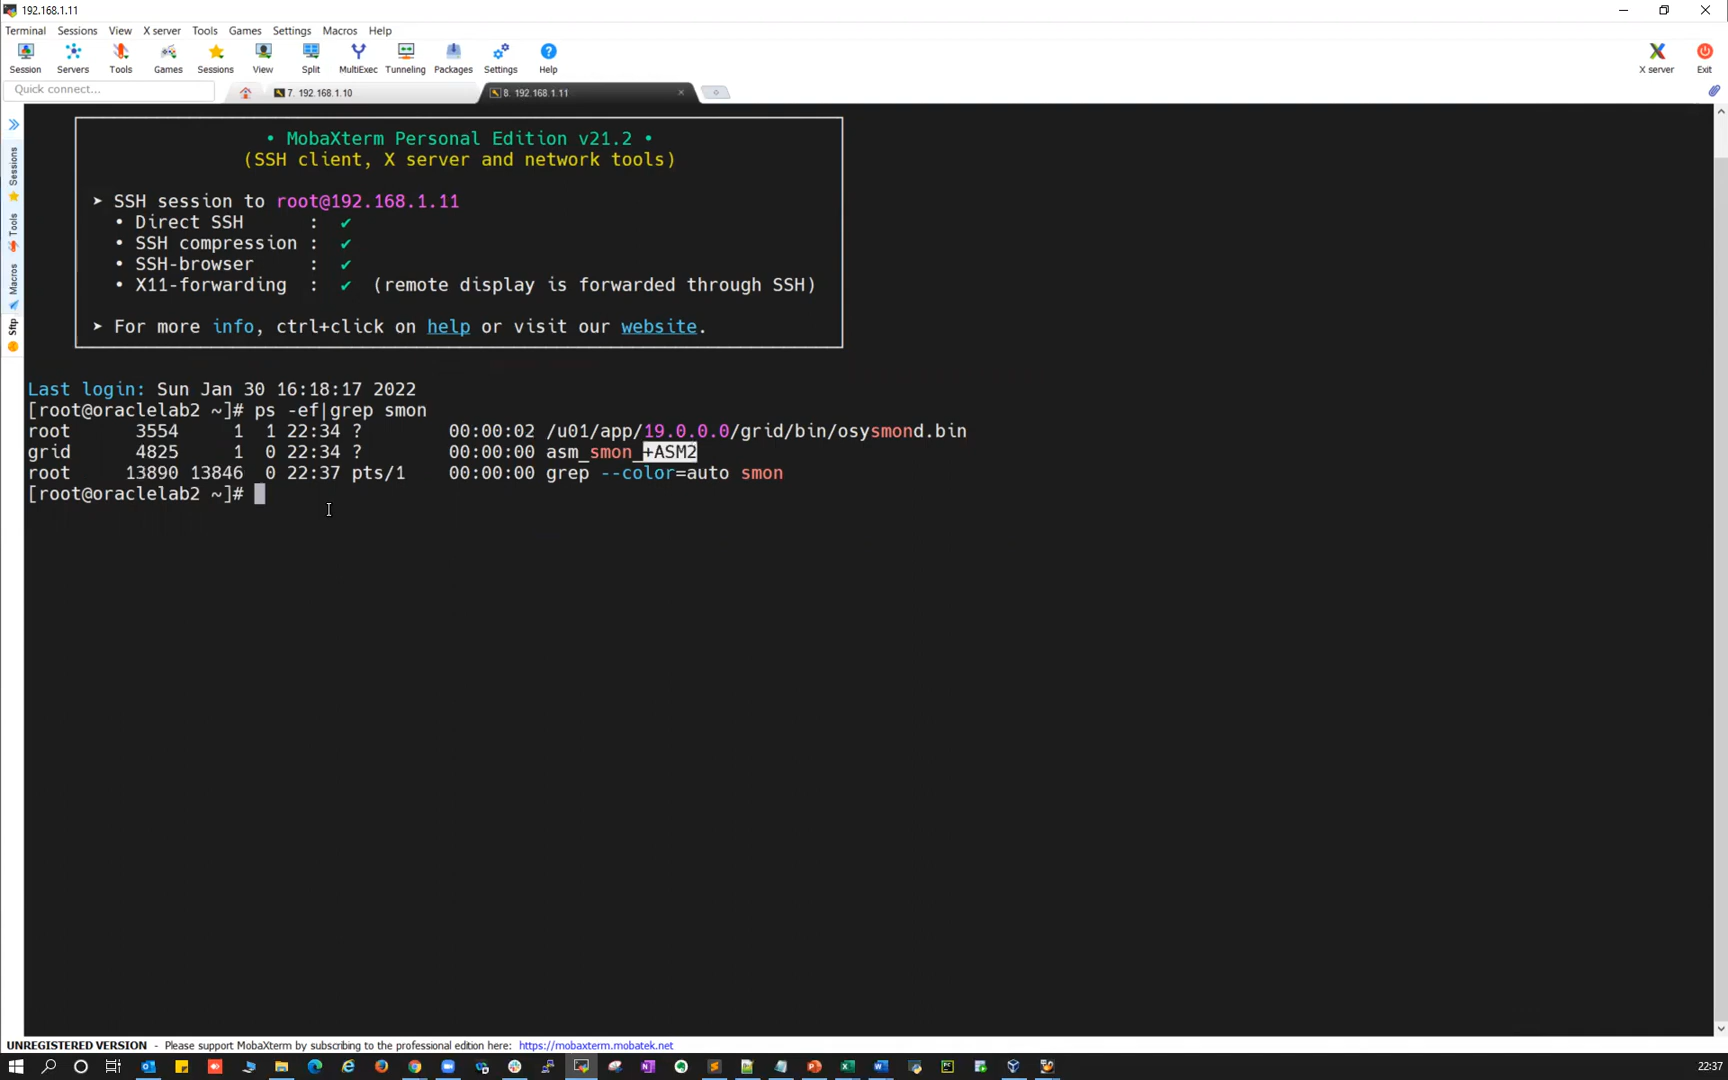 192.168.1.11
Terminal Sessions View X server Tools Games Settings Macros Help
Session Servers Tools Games Sessions View Split MultiExec Tunneling Packages Settings Help X server Exit
Quick connect...
7. 192.168.1.10
8. 192.168.1.11
Sessions
Tools
Macros
Sftp
• MobaXterm Personal Edition v21.2 •
(SSH client, X server and network tools)
➤ SSH session to root@192.168.1.11
• Direct SSH : ✔
• SSH compression : ✔
• SSH-browser : ✔
• X11-forwarding : ✔ (remote display is forwarded through SSH)
➤ For more info, ctrl+click on help or visit our website.
Last login: Sun Jan 30 16:18:17 2022
[root@oraclelab2 ~]# ps -ef|grep smon
root 3554 1 1 22:34 ? 00:00:02 /u01/app/19.0.0.0/grid/bin/osysmond.bin
grid 4825 1 0 22:34 ? 00:00:00 asm_smon_+ASM2
root 13890 13846 0 22:37 pts/1 00:00:00 grep --color=auto smon
[root@oraclelab2 ~]#
UNREGISTERED VERSION - Please support MobaXterm by subscribing to the professional edition here: https://mobaxterm.mobatek.net
22:37